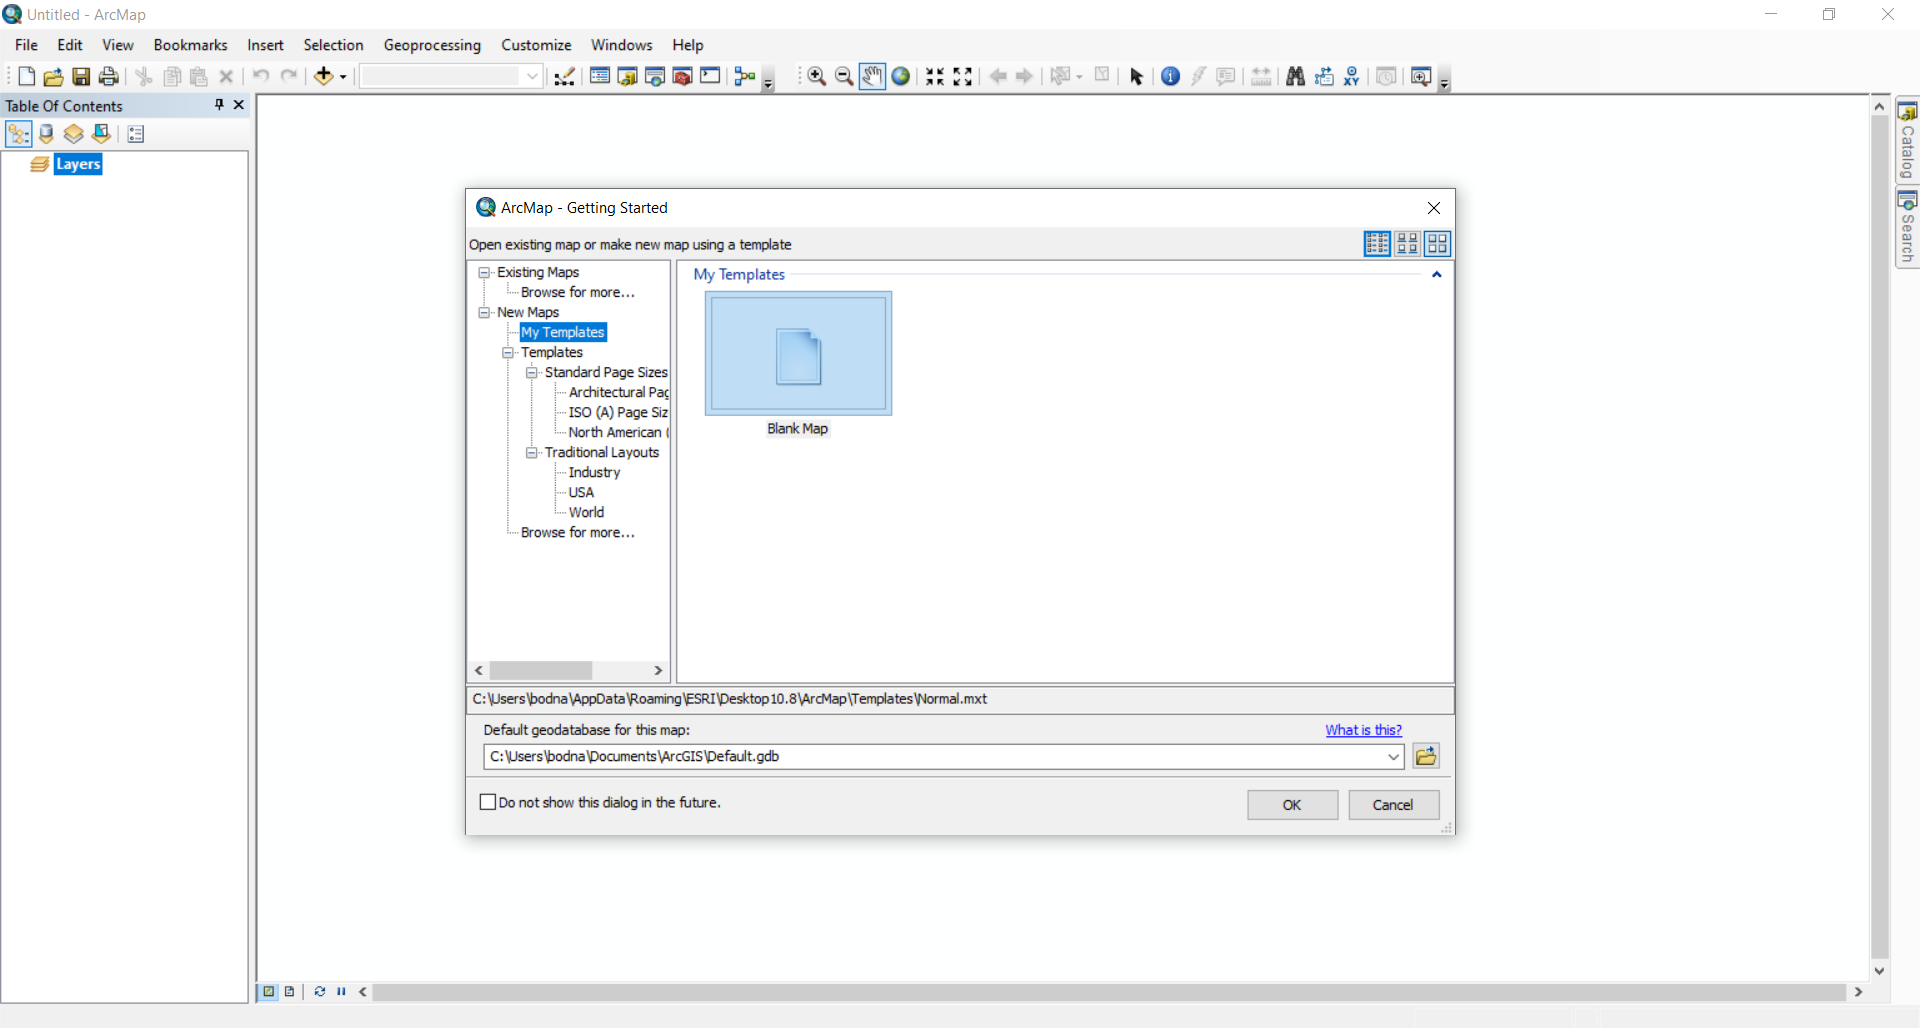 Untitled - ArcMap
File Edit View Bookmarks Insert Selection Geoprocessing Customize Windows Help
XY
Table Of Contents
Layers
Catalog
Search
ArcMap - Getting Started
Open existing map or make new map using a template
Existing Maps
Browse for more...
New Maps
My Templates
Templates
Standard Page Sizes
Architectural Pag
ISO (A) Page Siz
North American (
Traditional Layouts
Industry
USA
World
Browse for more...
My Templates
Blank Map
C:\Users\bodna\AppData\Roaming\ESRI\Desktop10.8\ArcMap\Templates\Normal.mxt
Default geodatabase for this map:
What is this?
C:\Users\bodna\Documents\ArcGIS\Default.gdb
Do not show this dialog in the future.
OK
Cancel